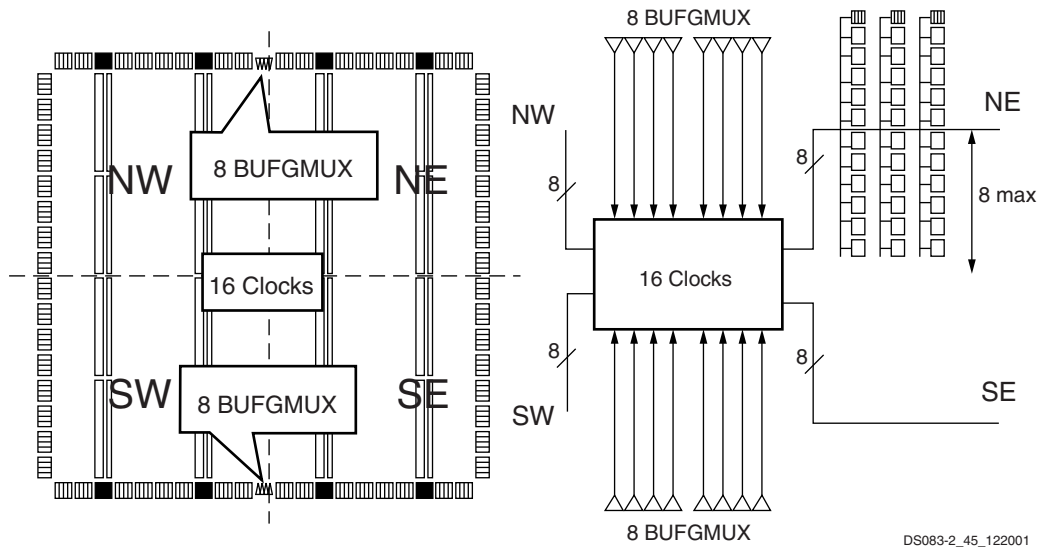 NW
8 BUFGMUX
NE
16 Clocks
SW
8 BUFGMUX
SE
8 BUFGMUX
NW
8
8
NE
8 max
16 Clocks
8
8
SW
SE
8 BUFGMUX
DS083-2_45_122001